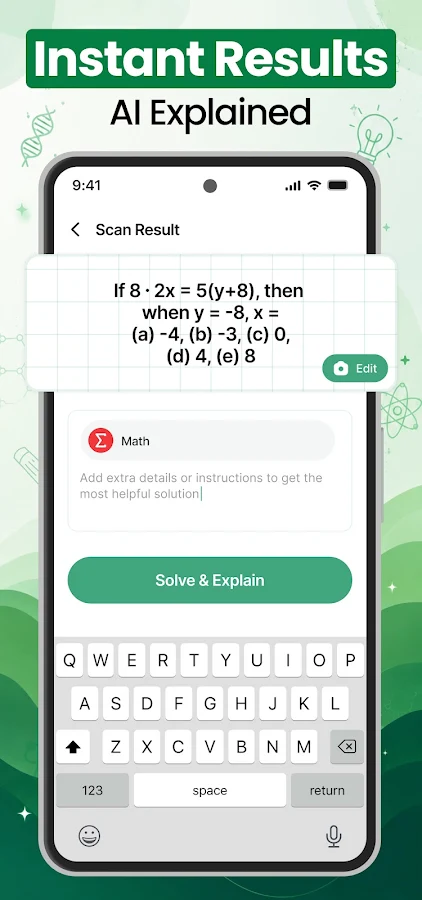 Instant Results
AI Explained
9:41
Scan Result
If 8 · 2x = 5(y+8), then
when y = -8, x =
(a) -4, (b) -3, (c) 0,
(d) 4, (e) 8
Edit
Σ Math
Add extra details or instructions to get the
most helpful solution
Solve & Explain
Q W E R T Y U I O P
A S D F G H J K L
Z X C V B N M
123 space return